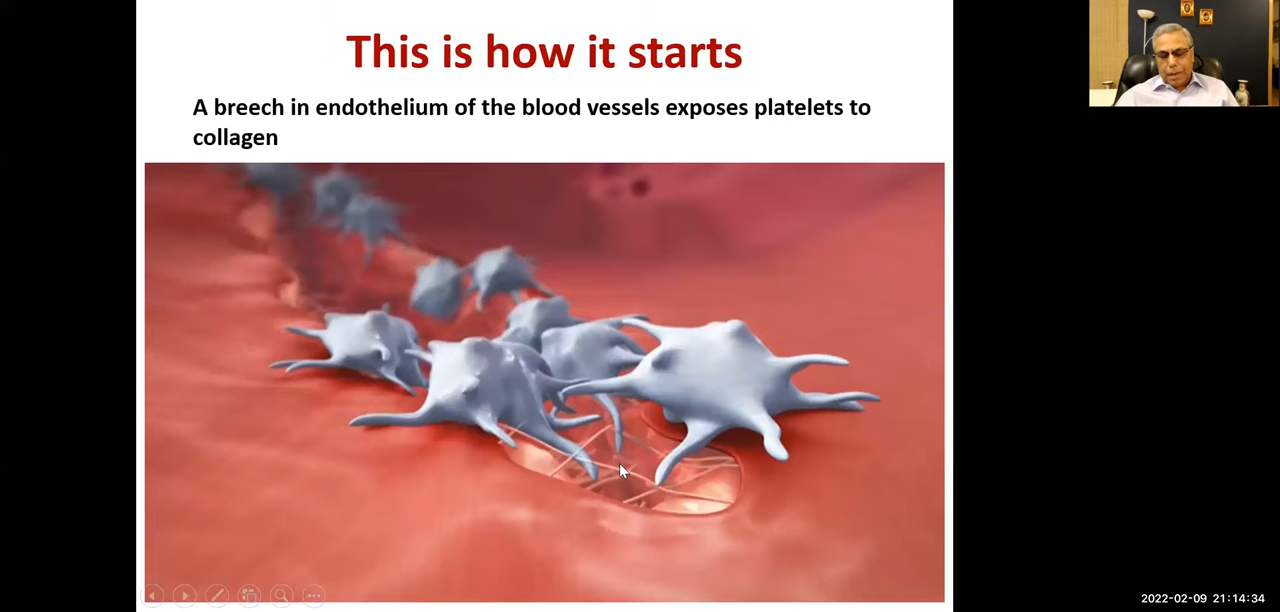 This is how it starts
A breech in endothelium of the blood vessels exposes platelets to
collagen
2022-02-09 21:14:34